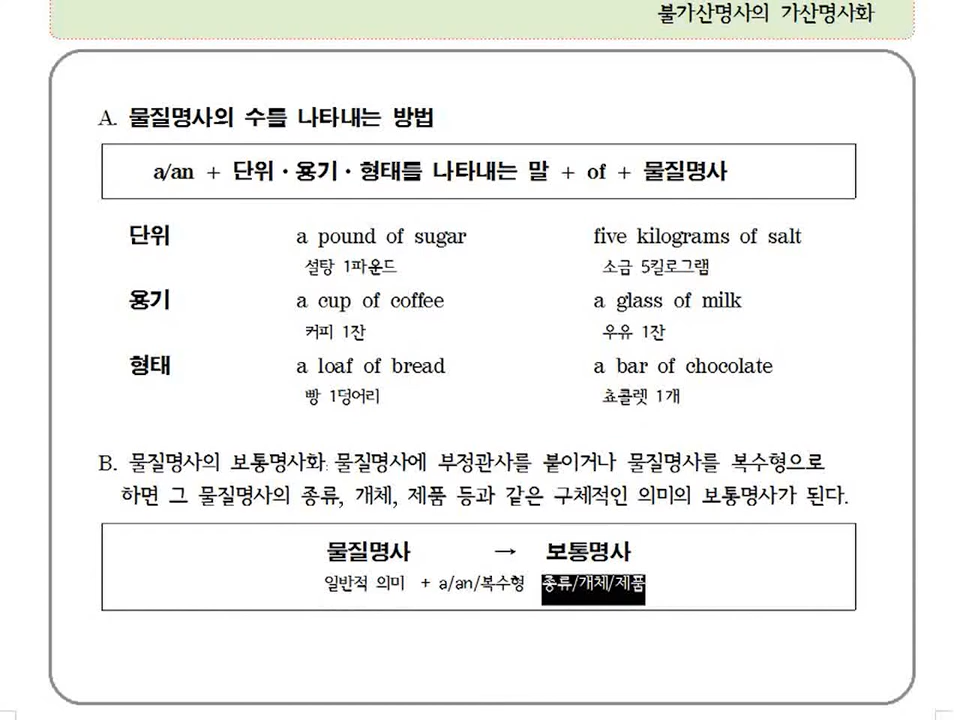 불가산명사의 가산명사화
A. 물질명사의 수를 나타내는 방법
a/an + 단위·용기·형태를 나타내는 말 + of + 물질명사
단위 a pound of sugar five kilograms of salt
설탕 1파운드 소금 5킬로그램
용기 a cup of coffee a glass of milk
커피 1잔 우유 1잔
형태 a loaf of bread a bar of chocolate
빵 1덩어리 쵸콜렛 1개
B. 물질명사의 보통명사화: 물질명사에 부정관사를 붙이거나 물질명사를 복수형으로
하면 그 물질명사의 종류, 개체, 제품 등과 같은 구체적인 의미의 보통명사가 된다.
물질명사 → 보통명사
일반적 의미 + a/an/복수형 종류/개체/제품